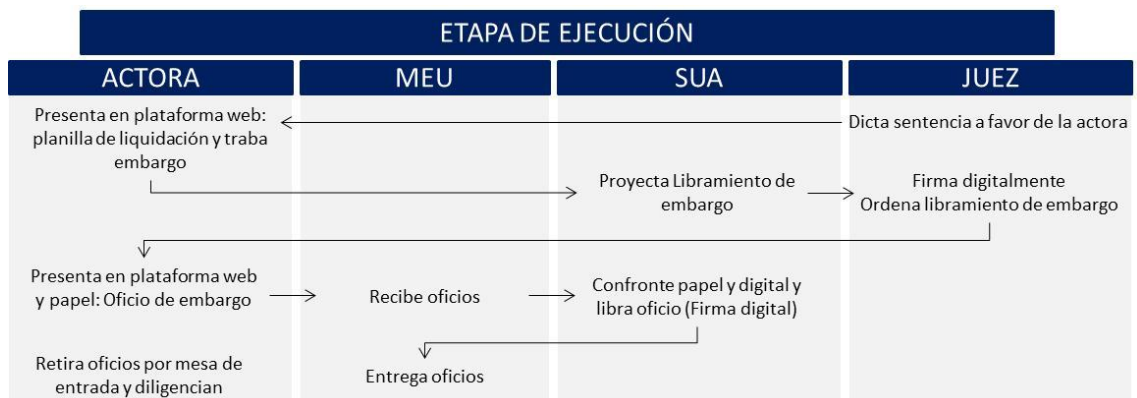 ETAPA DE EJECUCIÓN
ACTORA
MEU
SUA
JUEZ
Presenta en plataforma web:
planilla de liquidación y traba
embargo
Dicta sentencia a favor de la actora
Proyecta Libramiento de
embargo
Firma digitalmente
Ordena libramiento de embargo
Presenta en plataforma web
y papel: Oficio de embargo
Recibe oficios
Confronte papel y digital y
libra oficio (Firma digital)
Retira oficios por mesa de
entrada y diligencian
Entrega oficios